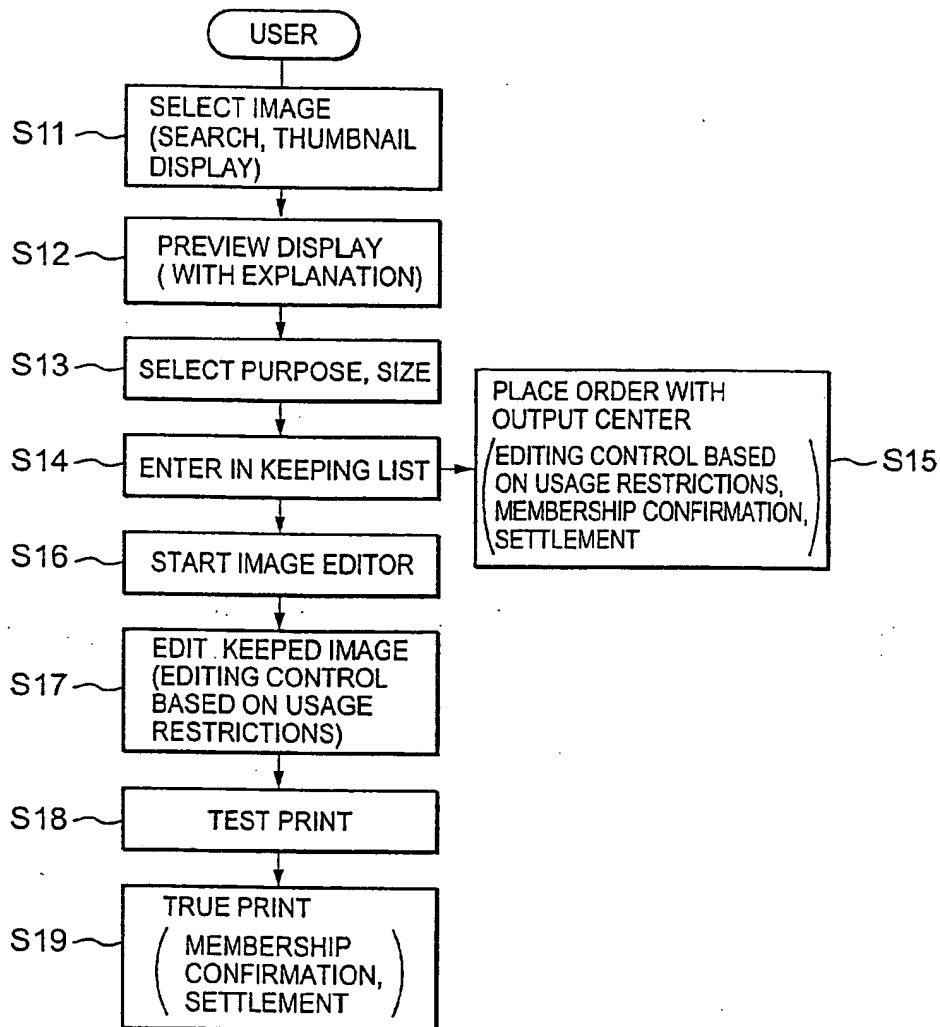 USER
S11
SELECT IMAGE
(SEARCH, THUMBNAIL
DISPLAY)
S12
PREVIEW DISPLAY
( WITH EXPLANATION)
S13
SELECT PURPOSE, SIZE
S14
ENTER IN KEEPING LIST
PLACE ORDER WITH
OUTPUT CENTER
(EDITING CONTROL BASED
ON USAGE RESTRICTIONS,
MEMBERSHIP CONFIRMATION,
SETTLEMENT)
S15
S16
START IMAGE EDITOR
S17
EDIT . KEEPED IMAGE
(EDITING CONTROL
BASED ON USAGE
RESTRICTIONS)
S18
TEST PRINT
S19
TRUE PRINT
(MEMBERSHIP
CONFIRMATION,
SETTLEMENT)